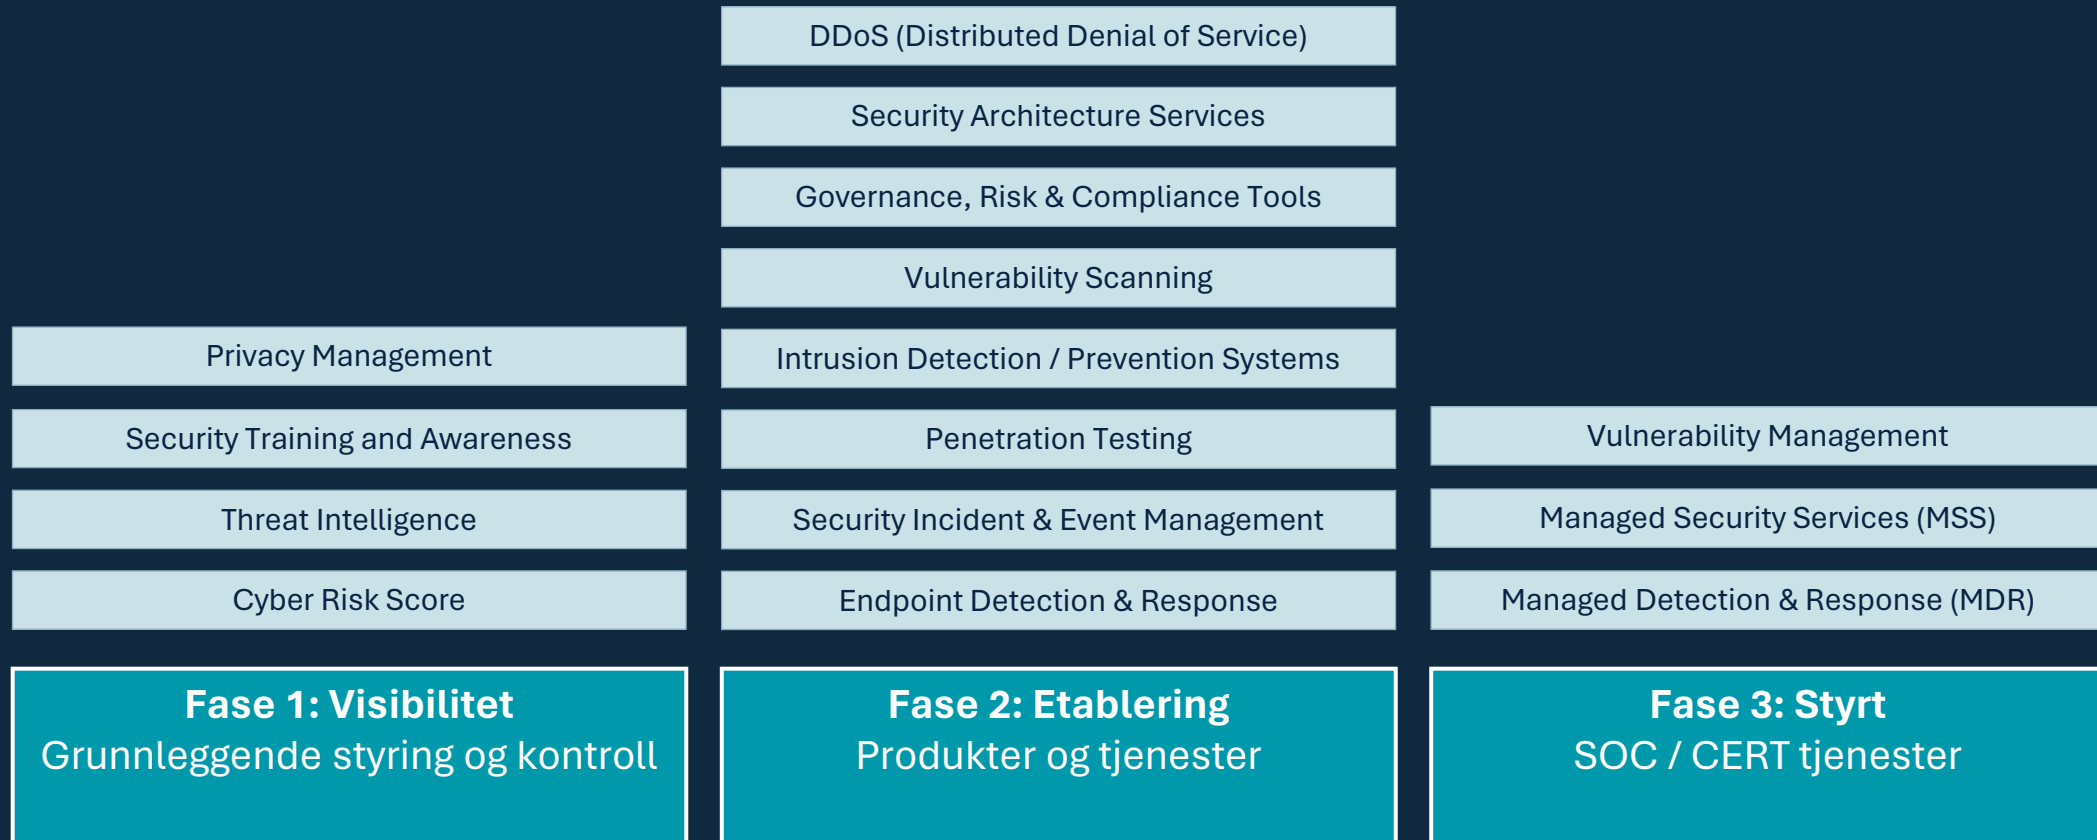 Privacy Management
Security Training and Awareness
Threat Intelligence
Cyber Risk Score
Fase 1: Visibilitet
Grunnleggende styring og kontroll
DDoS (Distributed Denial of Service)
Security Architecture Services
Governance, Risk & Compliance Tools
Vulnerability Scanning
Intrusion Detection / Prevention Systems
Penetration Testing
Security Incident & Event Management
Endpoint Detection & Response
Fase 2: Etablering
Produkter og tjenester
Vulnerability Management
Managed Security Services (MSS)
Managed Detection & Response (MDR)
Fase 3: Styrt
SOC / CERT tjenester